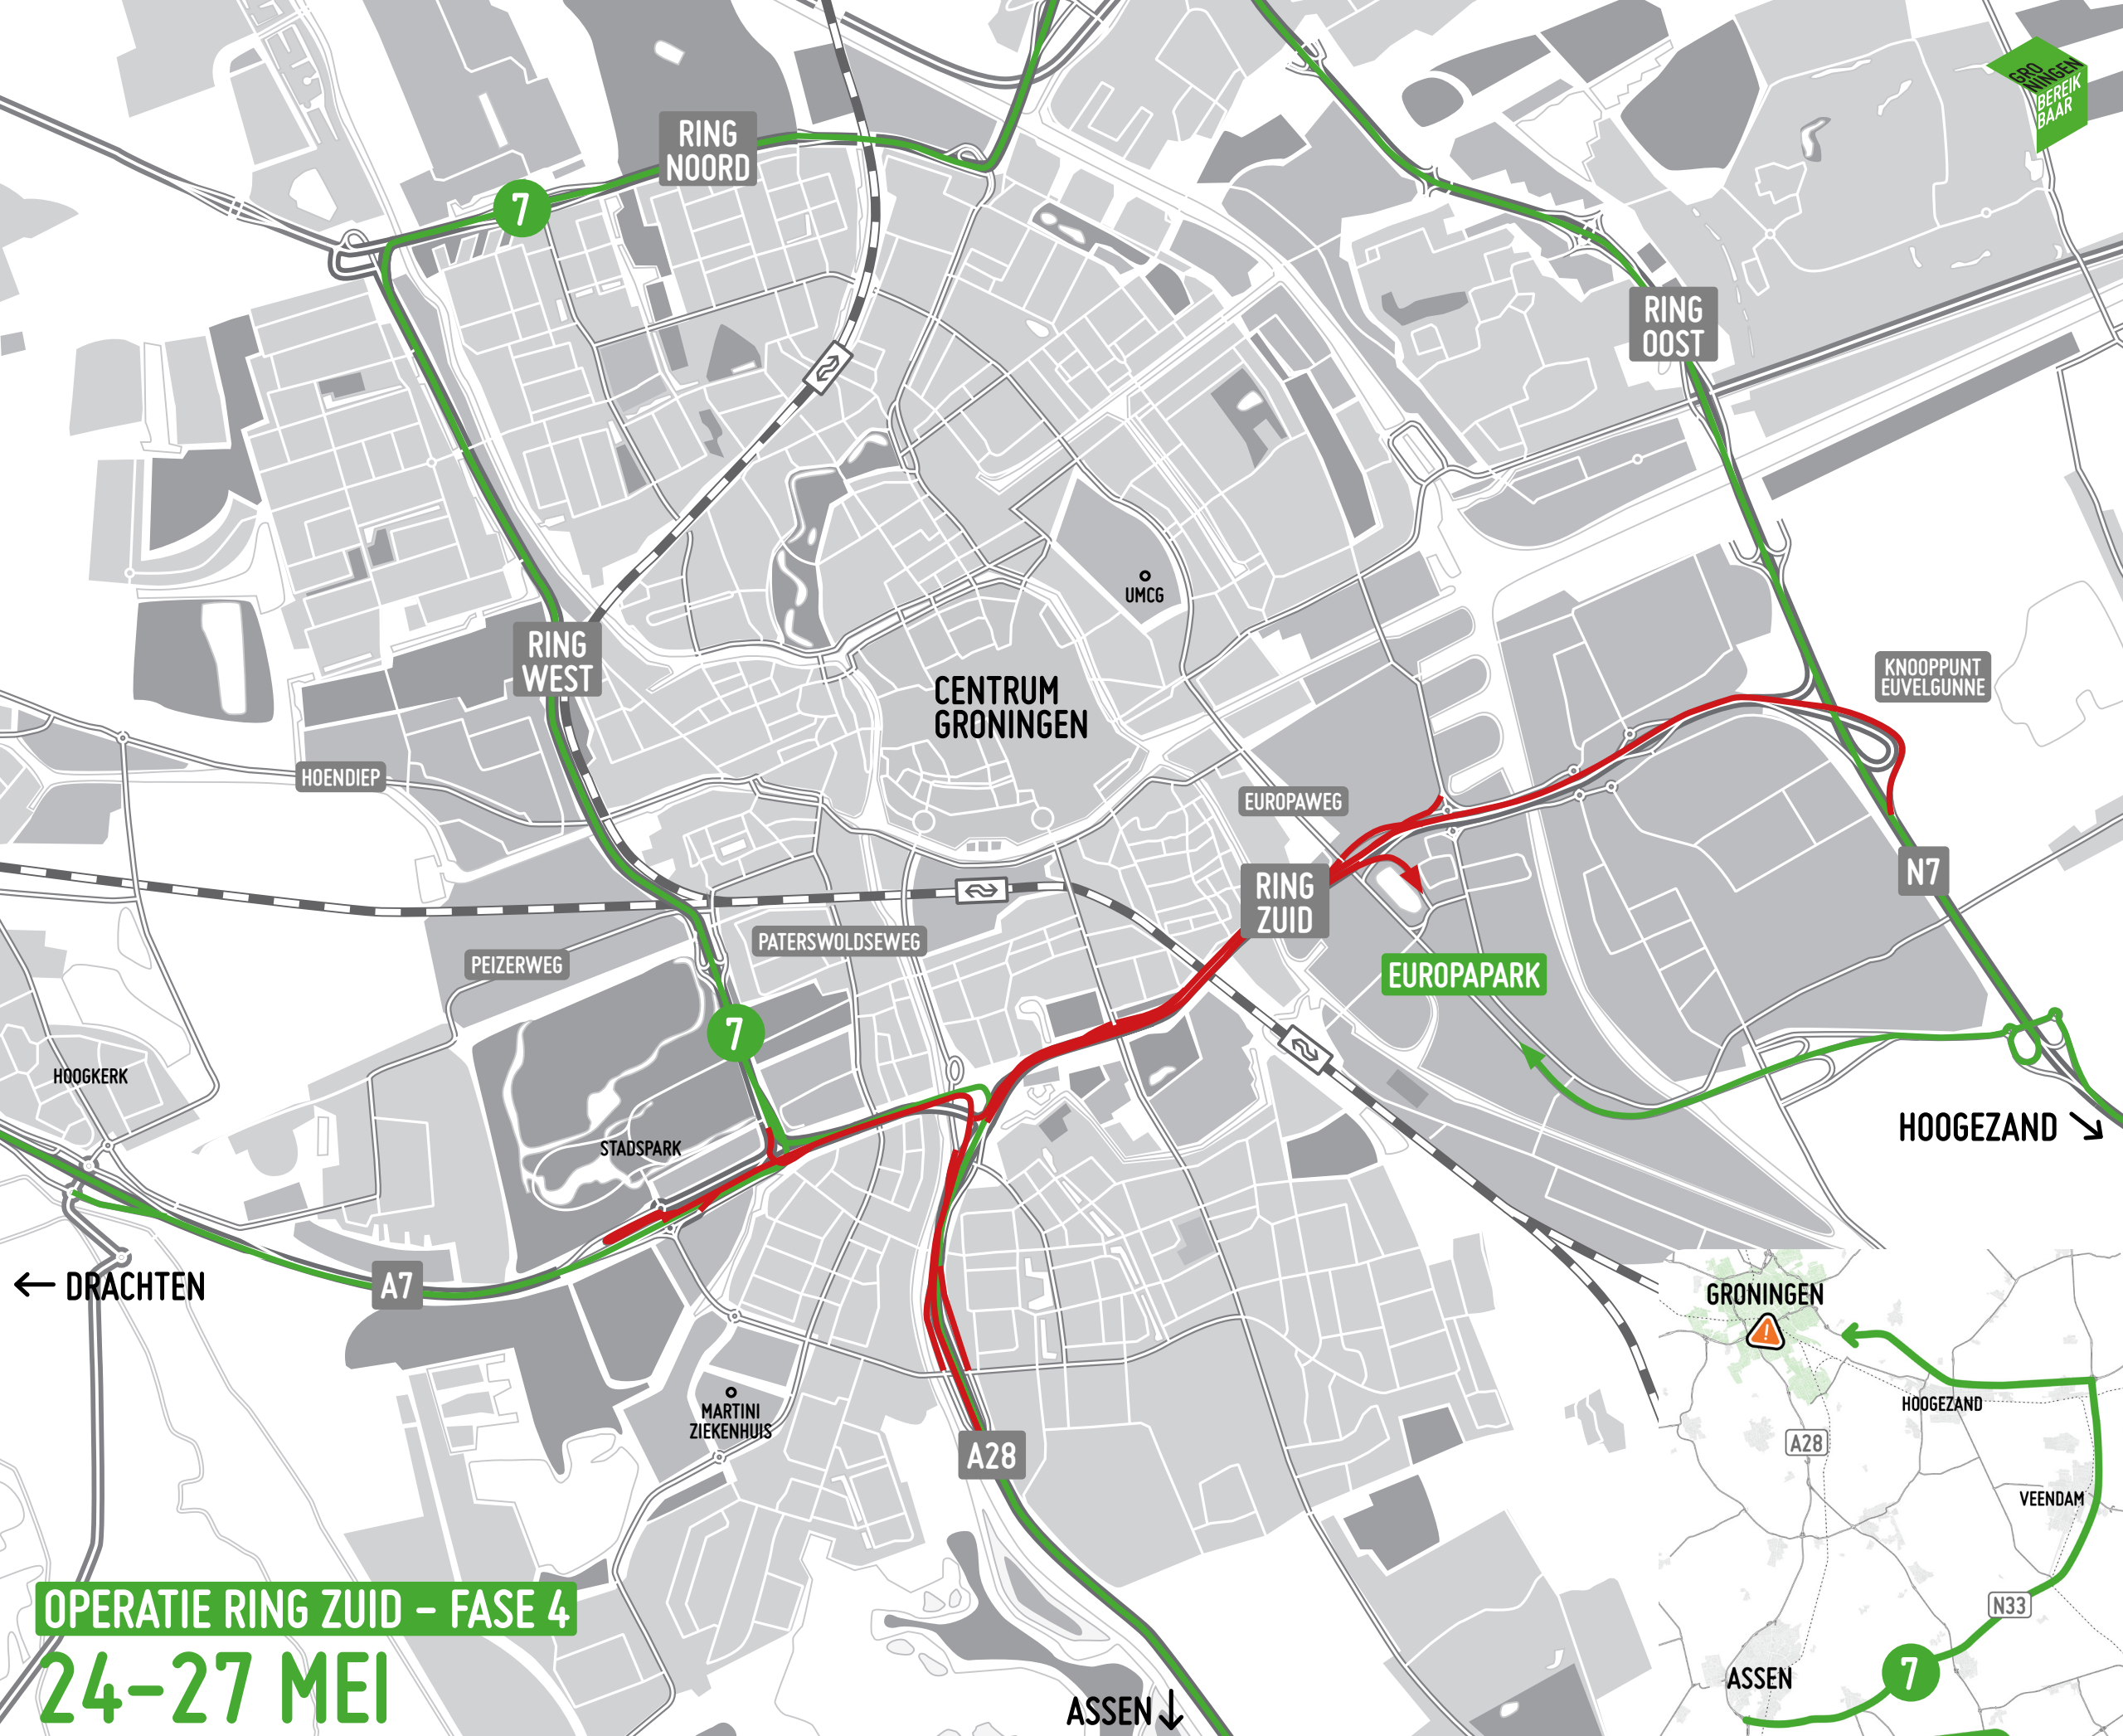 GRO
NINGEN
BEREIK
BAAR
RING
NOORD
7
RING
OOST
UMCG
RING
WEST
CENTRUM
GRONINGEN
KNOOPPUNT
EUVELGUNNE
HOENDIEP
EUROPAWEG
N7
RING
ZUID
PATERSWOLDSEWEG
PEIZERWEG
EUROPAPARK
7
HOOGKERK
STADSPARK
HOOGEZAND
DRACHTEN
A7
GRONINGEN
!
HOOGEZAND
MARTINI
ZIEKENHUIS
A28
A28
VEENDAM
N33
OPERATIE RING ZUID – FASE 4
24–27 MEI
ASSEN
ASSEN
7